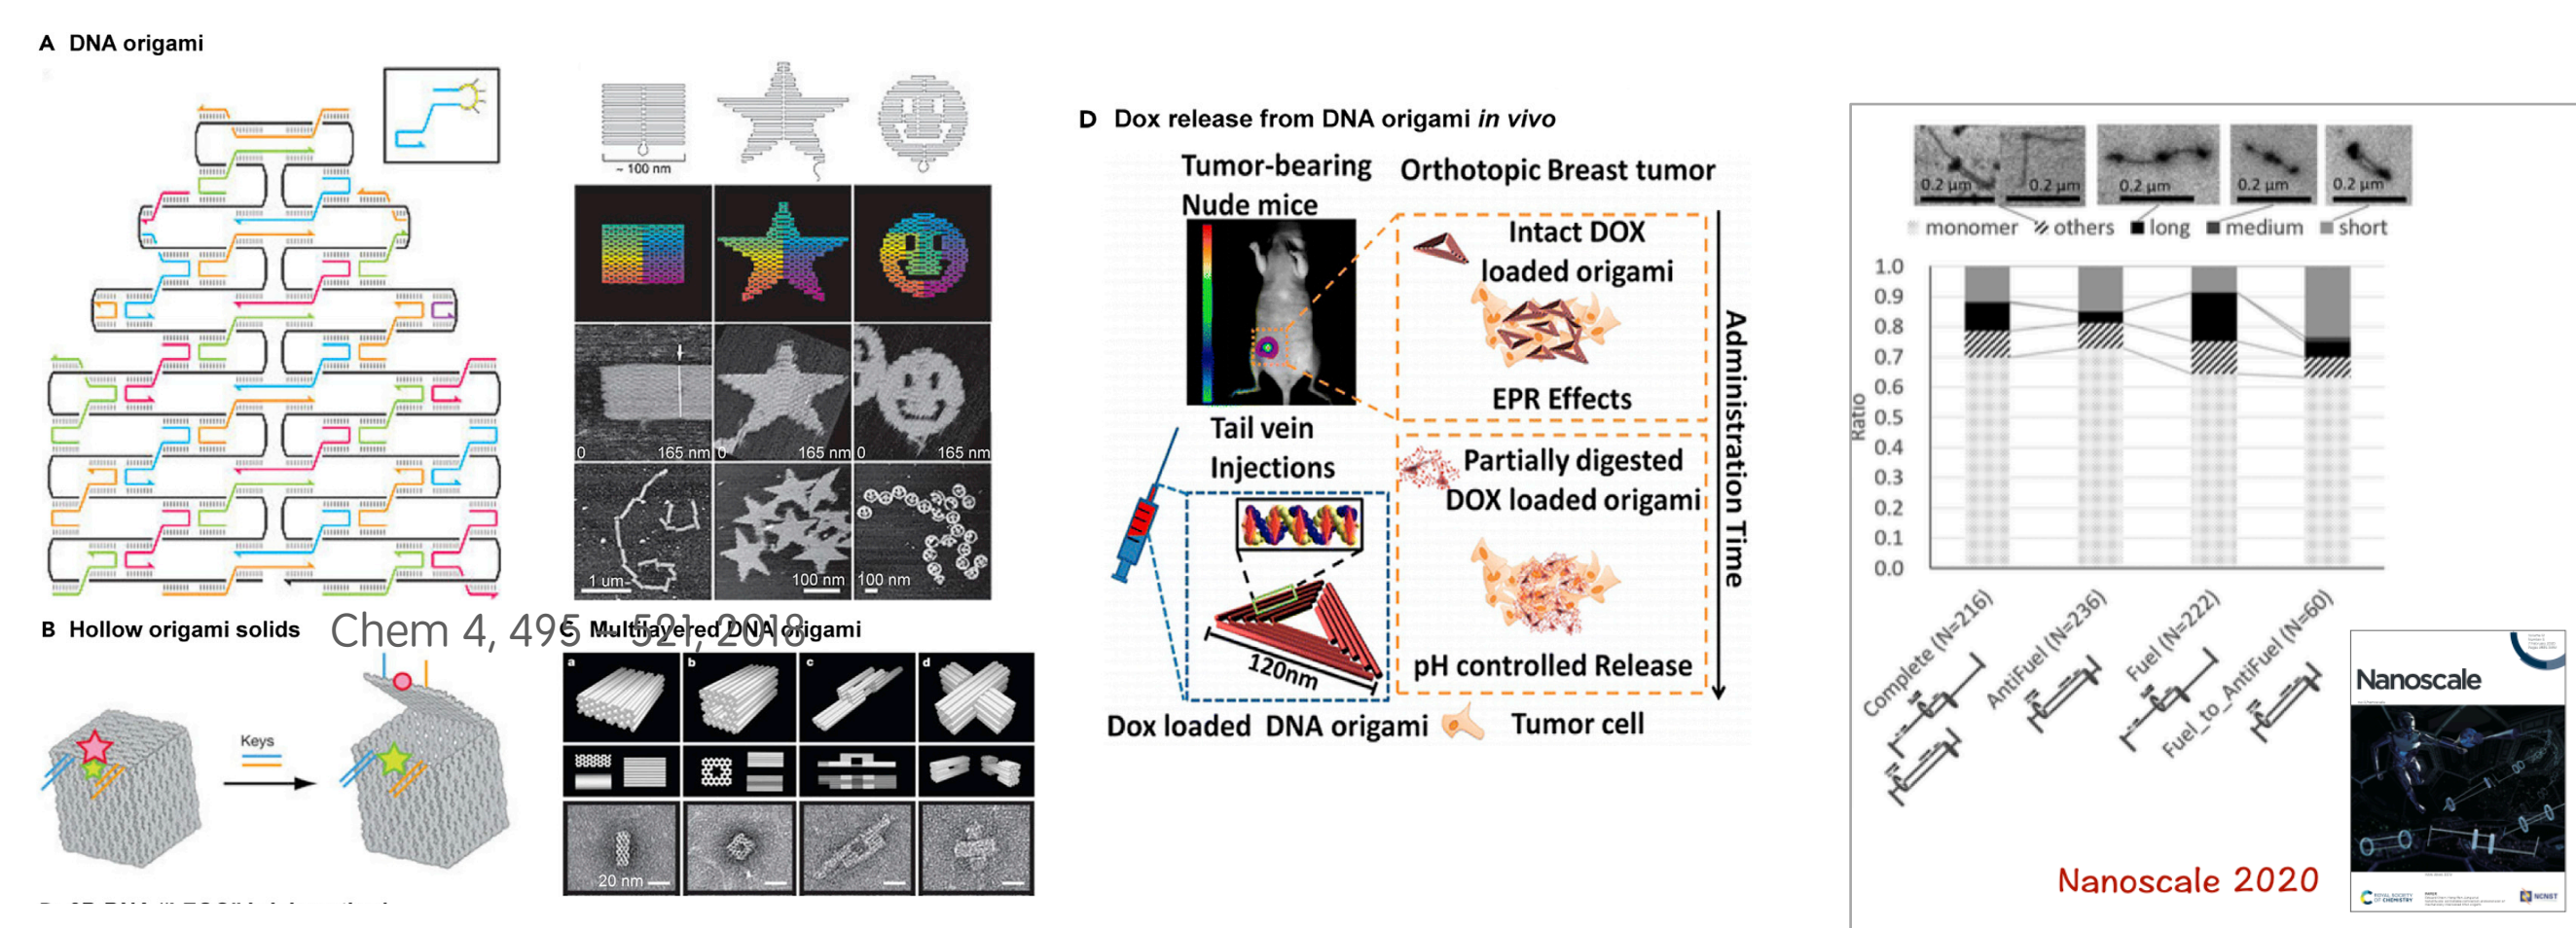 A DNA origami
~ 100 nm
0 165 nm
0 165 nm
0 165 nm
1 um
100 nm
100 nm
B Hollow origami solids
Chem 4, 495 – 521, 2018
C Multilayered DNA origami
Keys
a
b
c
d
20 nm
D Dox release from DNA origami in vivo
Tumor-bearing
Nude mice
Orthotopic Breast tumor
Intact DOX
loaded origami
EPR Effects
Tail vein
Injections
Partially digested
DOX loaded origami
pH controlled Release
Administration Time
120nm
Dox loaded DNA origami
Tumor cell
0.2 µm
0.2 µm
0.2 µm
0.2 µm
0.2 µm
monomer others long medium short
Ratio
1.0
0.9
0.8
0.7
0.6
0.5
0.4
0.3
0.2
0.1
0.0
Complete (N=216)
AntiFuel (N=236)
Fuel (N=222)
Fuel_to_AntiFuel (N=60)
Nanoscale 2020
Nanoscale
ROYAL SOCIETY
OF CHEMISTRY
NCNST